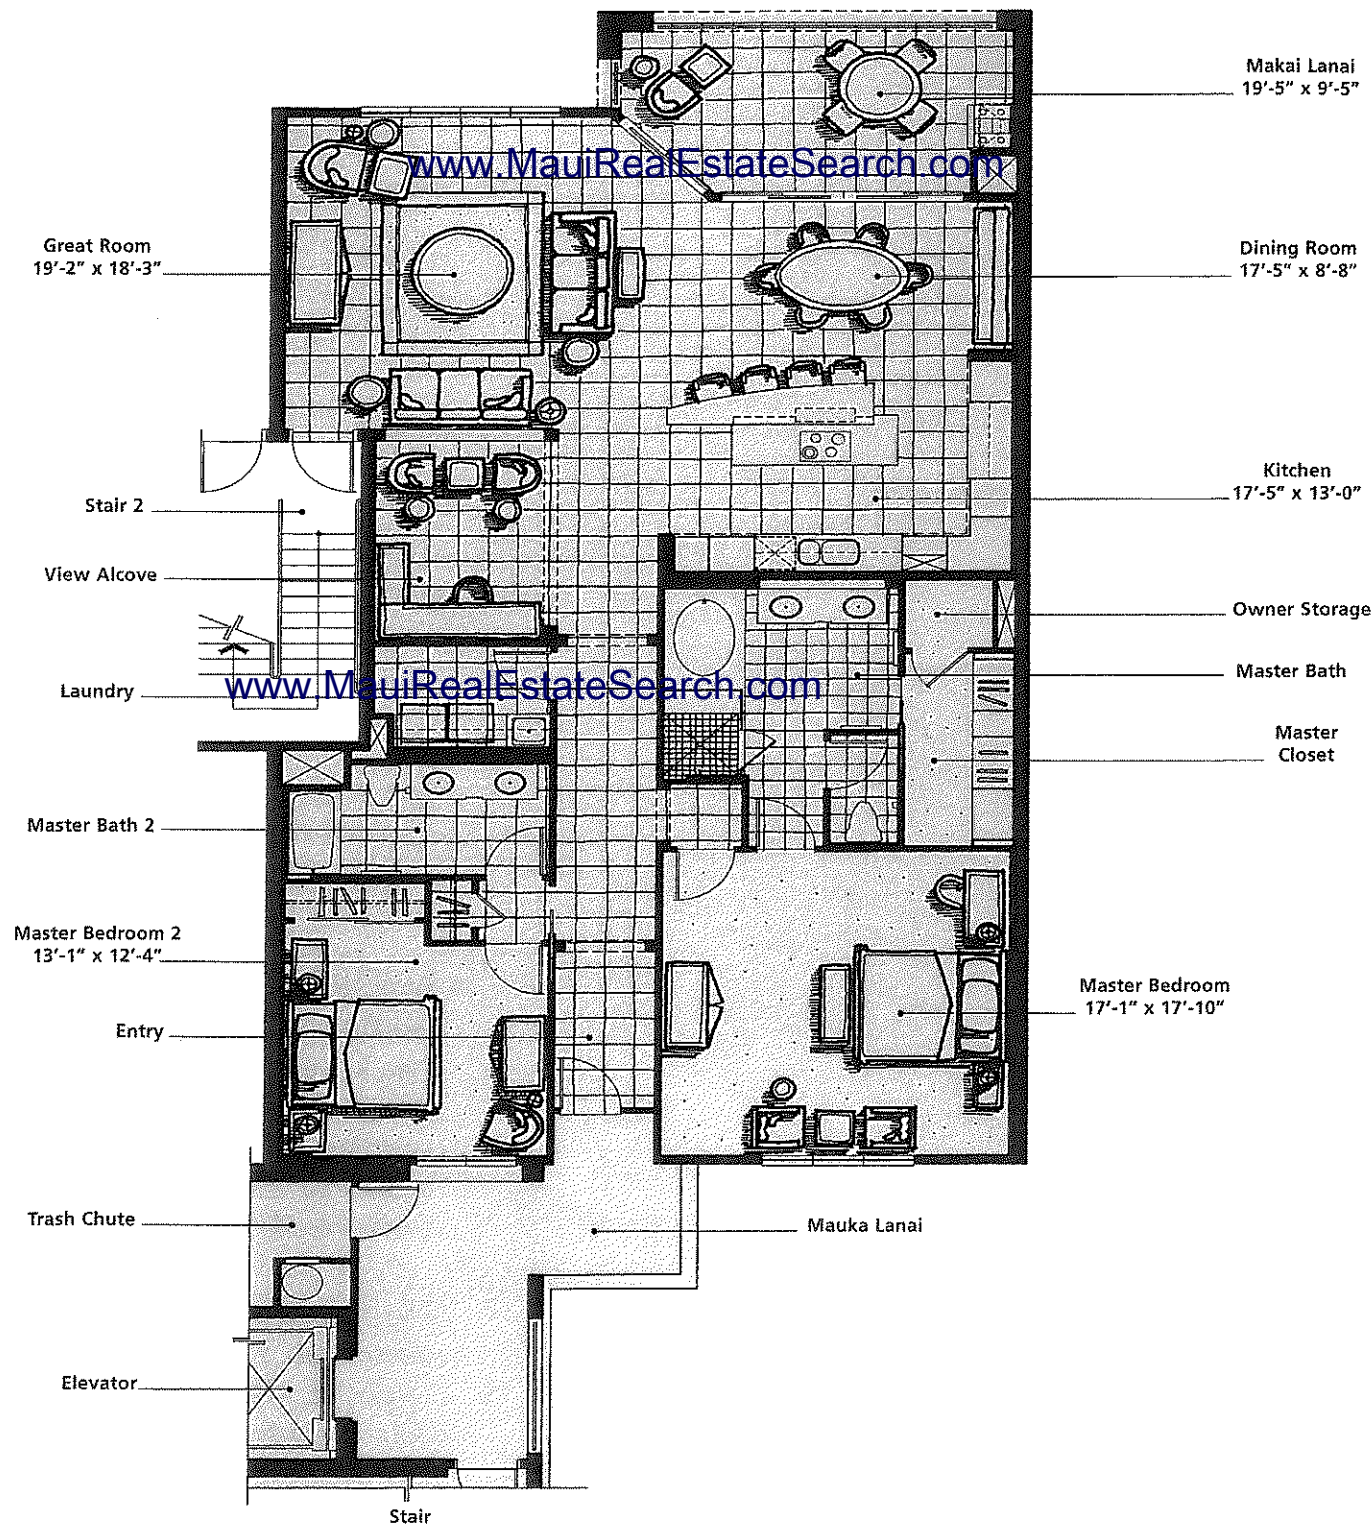 Makai Lanai
19'-5" x 9'-5"
www.MauiRealEstateSearch.com
Great Room
19'-2" x 18'-3"
Dining Room
17'-5" x 8'-8"
Kitchen
17'-5" x 13'-0"
Stair 2
View Alcove
Owner Storage
Laundry
www.MauiRealEstateSearch.com
Master Bath
Master
Closet
Master Bath 2
Master Bedroom 2
13'-1" x 12'-4"
Master Bedroom
17'-1" x 17'-10"
Entry
Trash Chute
Mauka Lanai
Elevator
Stair